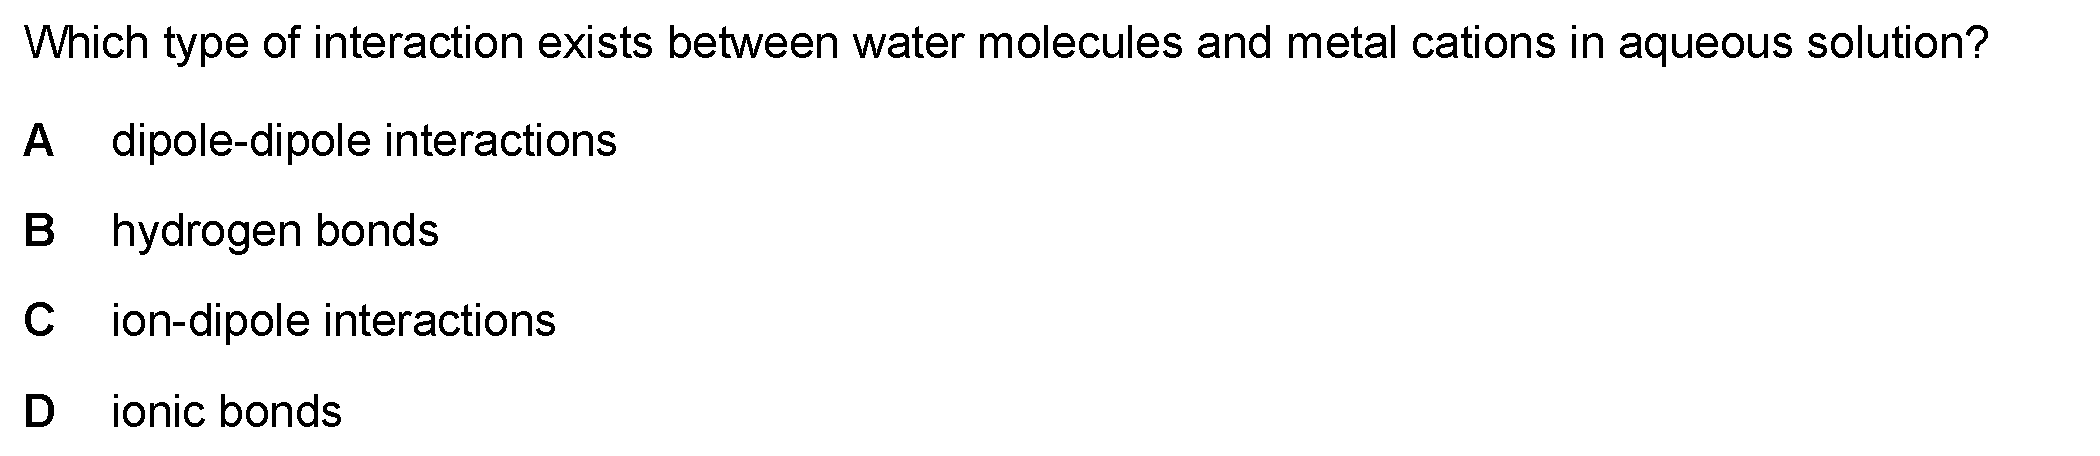 Which type of interaction exists between water molecules and metal cations in aqueous solution?
A dipole-dipole interactions
B hydrogen bonds
C ion-dipole interactions
D ionic bonds